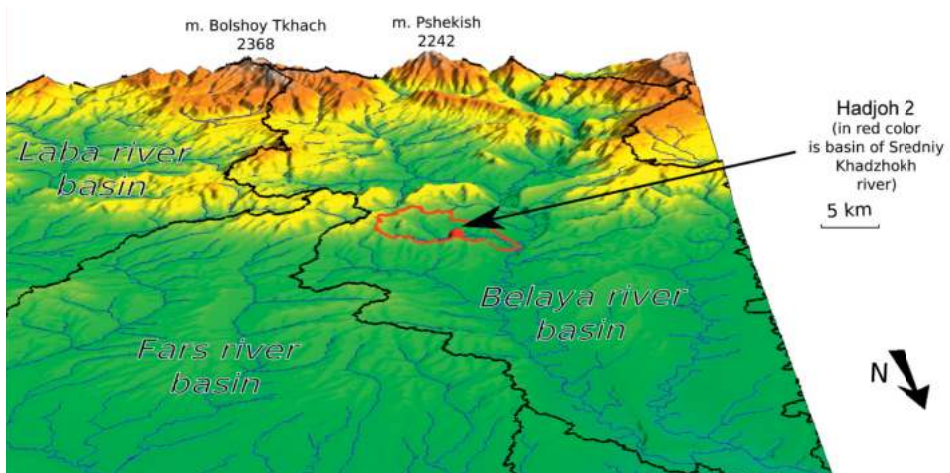 m. Bolshoy Tkhach
2368
m. Pshekish
2242
Hadjoh 2
(in red color
is basin of Sredniy
Khadzhokh
river)
5 km
Laba river
basin
Belaya river
basin
Fars river
basin
N